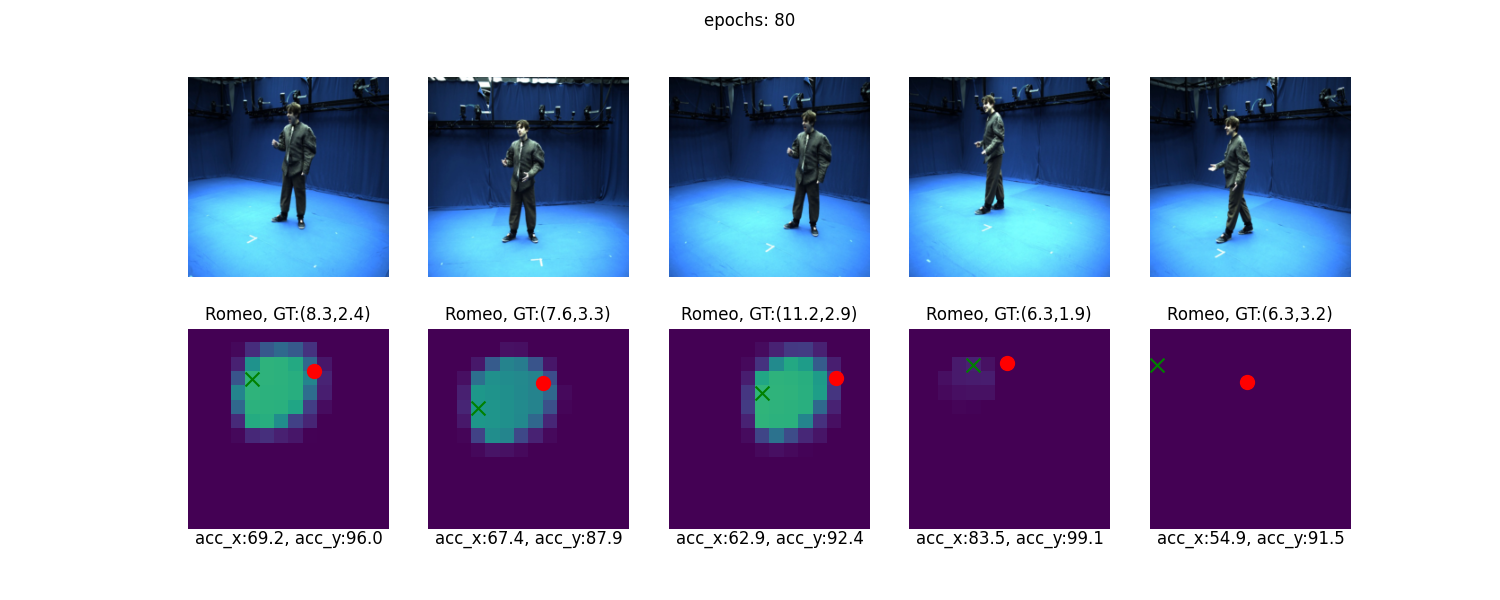 epochs: 80
Romeo, GT:(8.3,2.4)
Romeo, GT:(7.6,3.3)
Romeo, GT:(11.2,2.9)
Romeo, GT:(6.3,1.9)
Romeo, GT:(6.3,3.2)
acc_x:69.2, acc_y:96.0
acc_x:67.4, acc_y:87.9
acc_x:62.9, acc_y:92.4
acc_x:83.5, acc_y:99.1
acc_x:54.9, acc_y:91.5